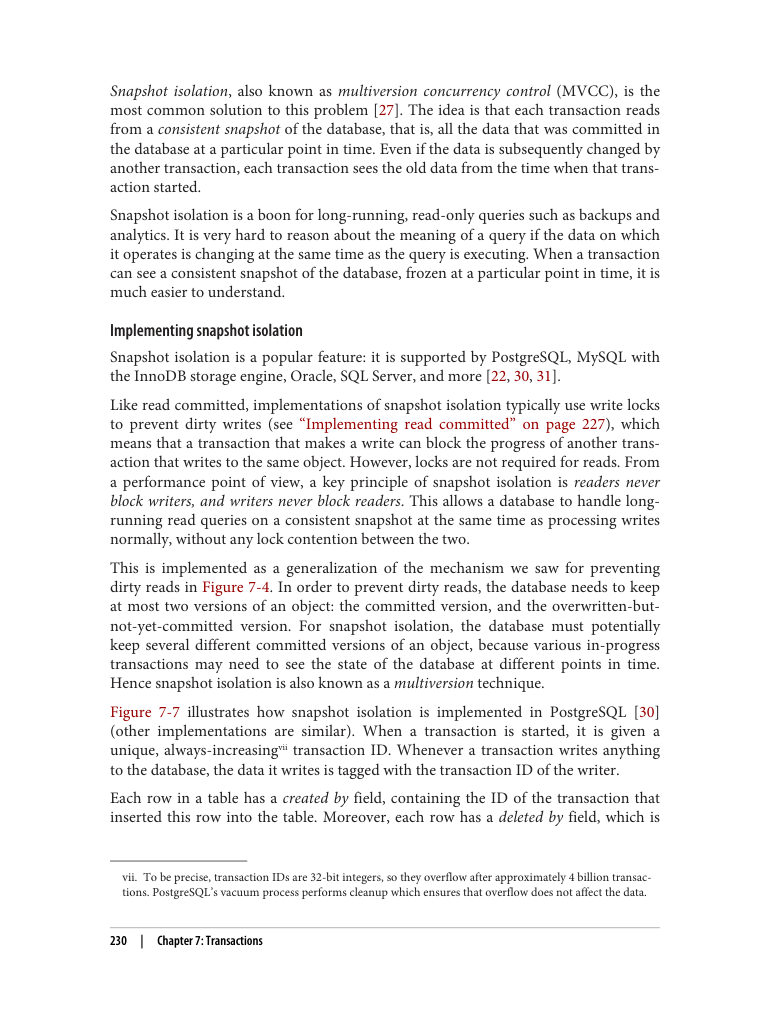 Snapshot isolation, also known as multiversion concurrency control (MVCC), is the
most common solution to this problem [27]. The idea is that each transaction reads
from a consistent snapshot of the database, that is, all the data that was committed in
the database at a particular point in time. Even if the data is subsequently changed by
another transaction, each transaction sees the old data from the time when that trans-
action started.
Snapshot isolation is a boon for long-running, read-only queries such as backups and
analytics. It is very hard to reason about the meaning of a query if the data on which
it operates is changing at the same time as the query is executing. When a transaction
can see a consistent snapshot of the database, frozen at a particular point in time, it is
much easier to understand.
Implementing snapshot isolation
Snapshot isolation is a popular feature: it is supported by PostgreSQL, MySQL with
the InnoDB storage engine, Oracle, SQL Server, and more [22, 30, 31].
Like read committed, implementations of snapshot isolation typically use write locks
to prevent dirty writes (see “Implementing read committed” on page 227), which
means that a transaction that makes a write can block the progress of another trans-
action that writes to the same object. However, locks are not required for reads. From
a performance point of view, a key principle of snapshot isolation is readers never
block writers, and writers never block readers. This allows a database to handle long-
running read queries on a consistent snapshot at the same time as processing writes
normally, without any lock contention between the two.
This is implemented as a generalization of the mechanism we saw for preventing
dirty reads in Figure 7-4. In order to prevent dirty reads, the database needs to keep
at most two versions of an object: the committed version, and the overwritten-but-
not-yet-committed version. For snapshot isolation, the database must potentially
keep several different committed versions of an object, because various in-progress
transactions may need to see the state of the database at different points in time.
Hence snapshot isolation is also known as a multiversion technique.
Figure 7-7 illustrates how snapshot isolation is implemented in PostgreSQL [30]
(other implementations are similar). When a transaction is started, it is given a
unique, always-increasingvii transaction ID. Whenever a transaction writes anything
to the database, the data it writes is tagged with the transaction ID of the writer.
Each row in a table has a created by field, containing the ID of the transaction that
inserted this row into the table. Moreover, each row has a deleted by field, which is
vii. To be precise, transaction IDs are 32-bit integers, so they overflow after approximately 4 billion transac-
tions. PostgreSQL’s vacuum process performs cleanup which ensures that overflow does not affect the data.
230 | Chapter 7: Transactions